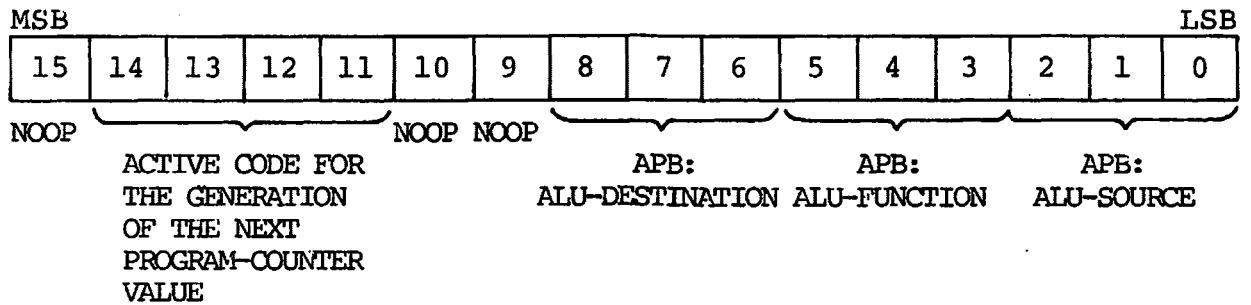 MSB LSB
15 14 13 12 11 10 9 8 7 6 5 4 3 2 1 0
NOOP NOOP NOOP
ACTIVE CODE FOR
THE GENERATION
OF THE NEXT
PROGRAM-COUNTER
VALUE
APB:
ALU-DESTINATION
APB:
ALU-FUNCTION
APB:
ALU-SOURCE